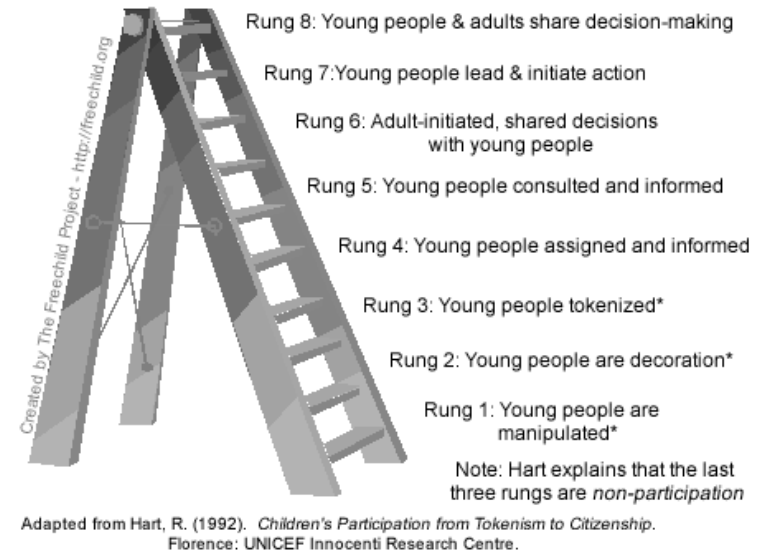 Rung 8: Young people & adults share decision-making
Rung 7:Young people lead & initiate action
Rung 6: Adult-initiated, shared decisions
with young people
Rung 5: Young people consulted and informed
Rung 4: Young people assigned and informed
Rung 3: Young people tokenized*
Rung 2: Young people are decoration*
Rung 1: Young people are
manipulated*
Note: Hart explains that the last
three rungs are non-participation
Created by The Freechild Project - http://freechild.org
Adapted from Hart, R. (1992). Children's Participation from Tokenism to Citizenship.
Florence: UNICEF Innocenti Research Centre.